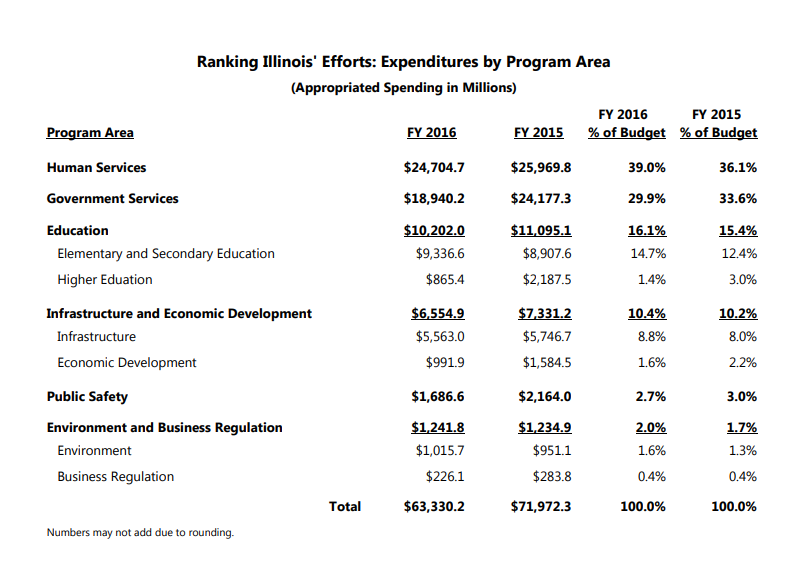 Ranking Illinois' Efforts: Expenditures by Program Area
(Appropriated Spending in Millions)
FY 2016 FY 2015
Program Area FY 2016 FY 2015 % of Budget % of Budget
Human Services $24,704.7 $25,969.8 39.0% 36.1%
Government Services $18,940.2 $24,177.3 29.9% 33.6%
Education $10,202.0 $11,095.1 16.1% 15.4%
Elementary and Secondary Education $9,336.6 $8,907.6 14.7% 12.4%
Higher Eduation $865.4 $2,187.5 1.4% 3.0%
Infrastructure and Economic Development $6,554.9 $7,331.2 10.4% 10.2%
Infrastructure $5,563.0 $5,746.7 8.8% 8.0%
Economic Development $991.9 $1,584.5 1.6% 2.2%
Public Safety $1,686.6 $2,164.0 2.7% 3.0%
Environment and Business Regulation $1,241.8 $1,234.9 2.0% 1.7%
Environment $1,015.7 $951.1 1.6% 1.3%
Business Regulation $226.1 $283.8 0.4% 0.4%
Total $63,330.2 $71,972.3 100.0% 100.0%
Numbers may not add due to rounding.